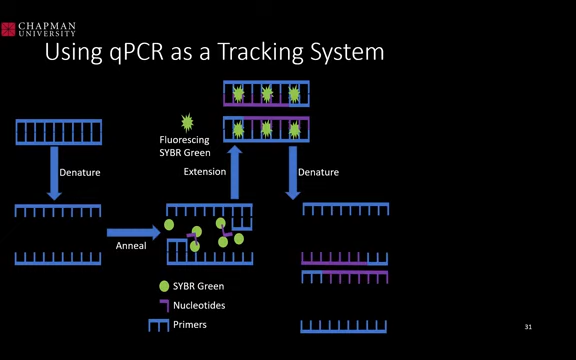 CHAPMAN
UNIVERSITY
Using qPCR as a Tracking System
Fluorescing
SYBR Green
Denature
Extension
Denature
Anneal
SYBR Green
Nucleotides
Primers
31